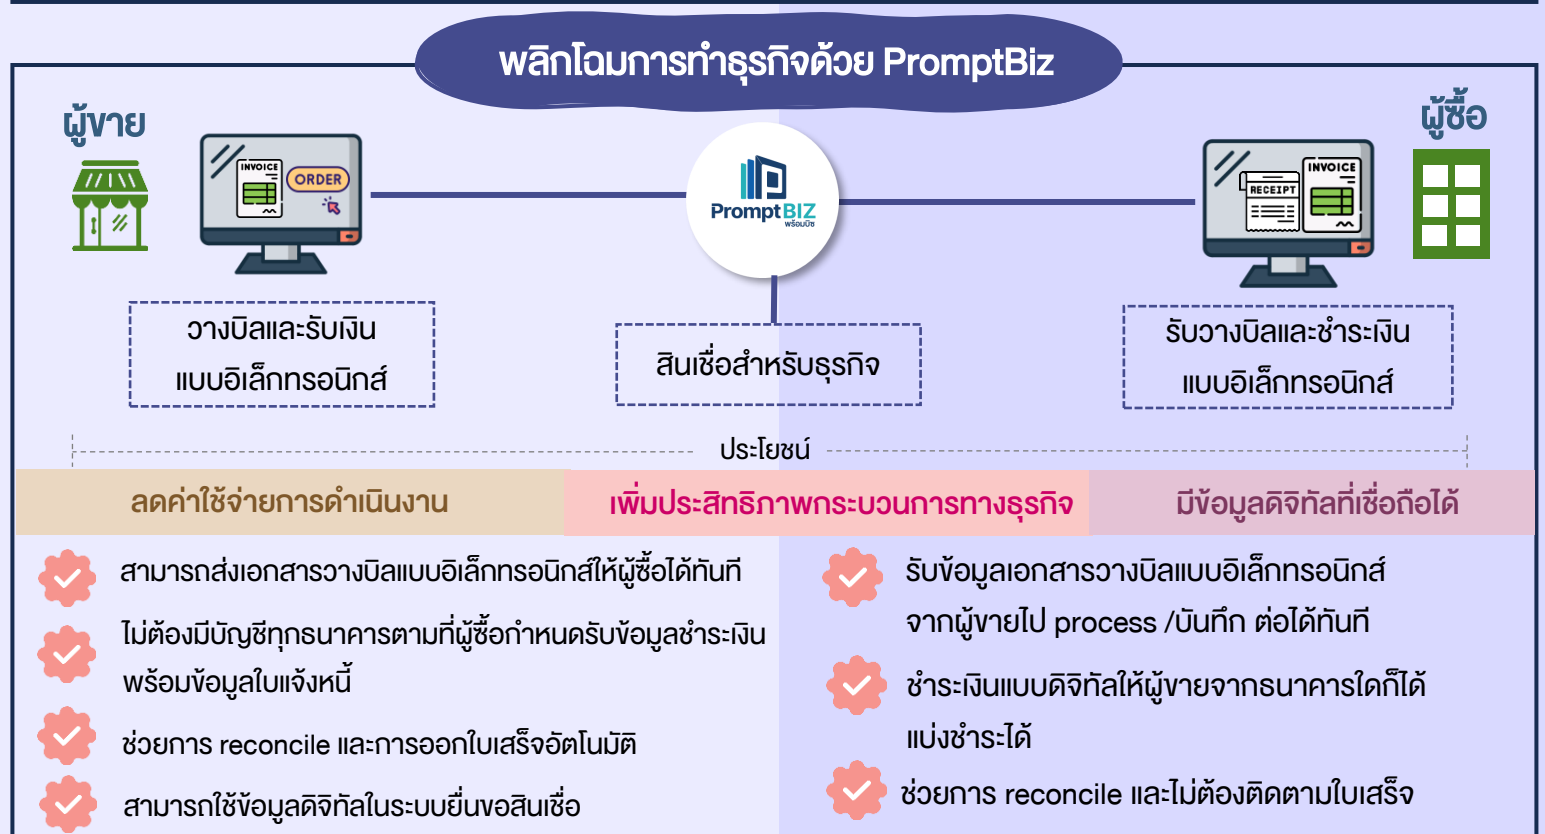 พลิกโฉมการทำธุรกิจด้วย PromptBiz
ผู้ขาย
ผู้ซื้อ
INVOICE
ORDER
PromptBIZ
พร้อมบิซ
RECEIPT
INVOICE
วางบิลและรับเงิน
แบบอิเล็กทรอนิกส์
สินเชื่อสำหรับธุรกิจ
รับวางบิลและชำระเงิน
แบบอิเล็กทรอนิกส์
ประโยชน์
ลดค่าใช้จ่ายการดำเนินงาน
เพิ่มประสิทธิภาพกระบวนการทางธุรกิจ
มีข้อมูลดิจิทัลที่เชื่อถือได้
สามารถส่งเอกสารวางบิลแบบอิเล็กทรอนิกส์ให้ผู้ซื้อได้ทันที
ไม่ต้องมีบัญชีทุกธนาคารตามที่ผู้ซื้อกำหนดรับข้อมูลชำระเงิน
พร้อมข้อมูลใบแจ้งหนี้
ช่วยการ reconcile และการออกใบเสร็จอัตโนมัติ
สามารถใช้ข้อมูลดิจิทัลในระบบยื่นขอสินเชื่อ
รับข้อมูลเอกสารวางบิลแบบอิเล็กทรอนิกส์
จากผู้ขายไป process /บันทึก ต่อได้ทันที
ชำระเงินแบบดิจิทัลให้ผู้ขายจากธนาคารใดก็ได้
แบ่งชำระได้
ช่วยการ reconcile และไม่ต้องติดตามใบเสร็จ